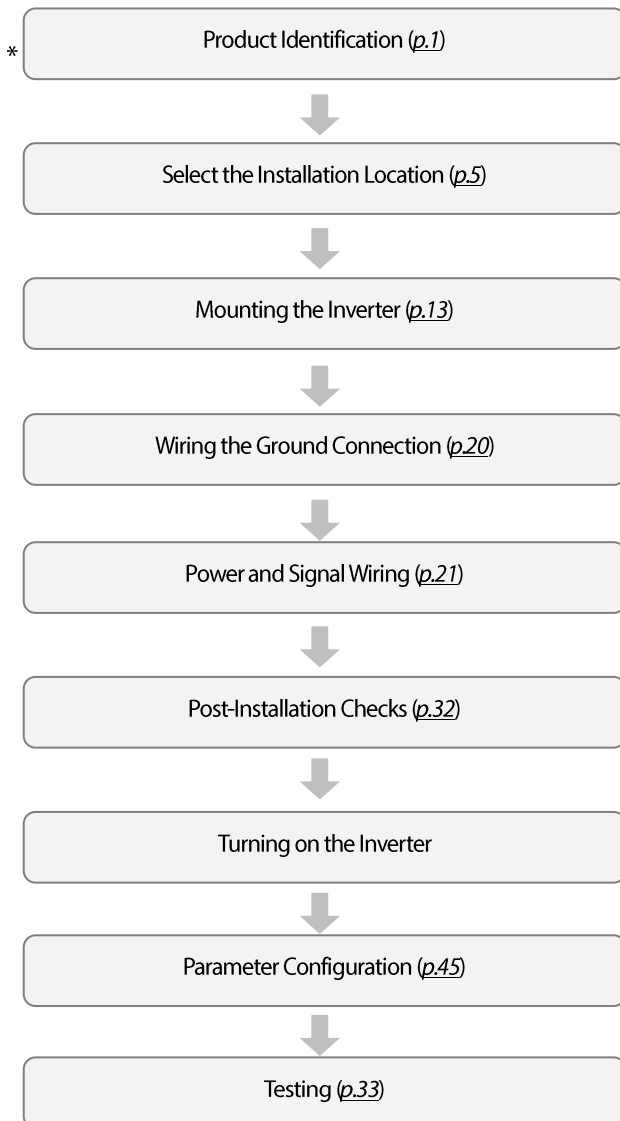 * Product Identification (p.1)
Select the Installation Location (p.5)
Mounting the Inverter (p.13)
Wiring the Ground Connection (p.20)
Power and Signal Wiring (p.21)
Post-Installation Checks (p.32)
Turning on the Inverter
Parameter Configuration (p.45)
Testing (p.33)